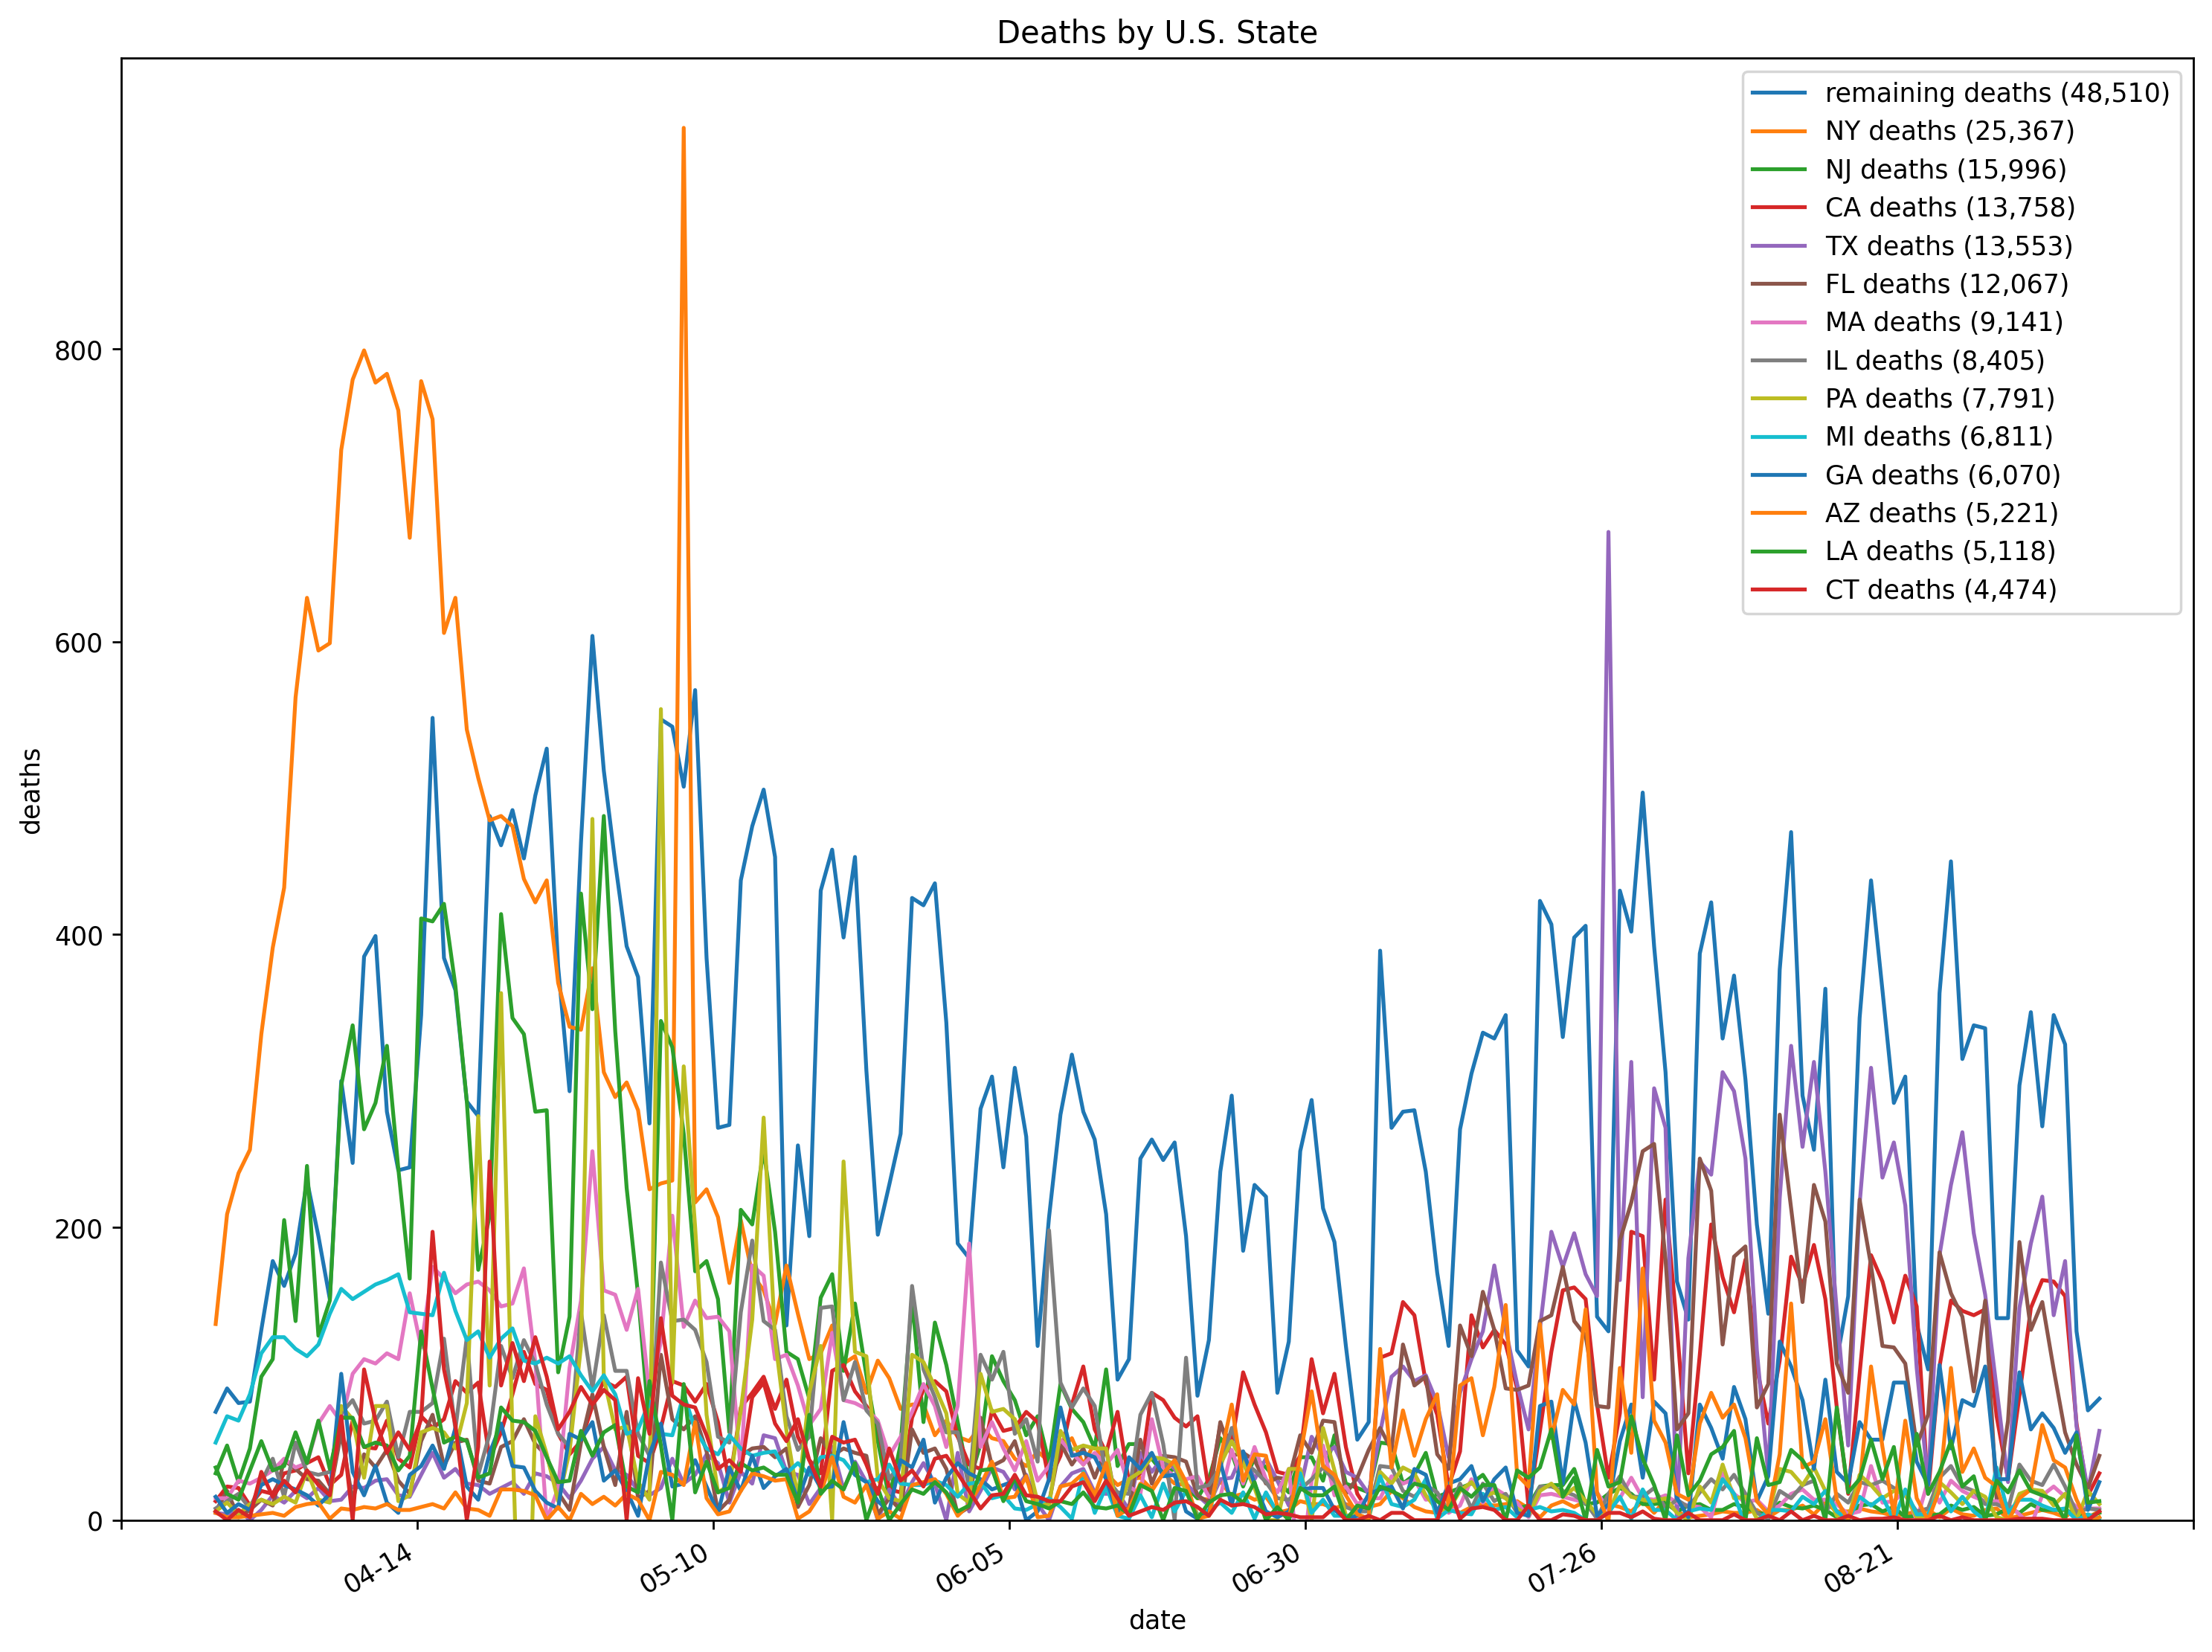 Deaths by U.S. State
remaining deaths (48,510)
NY deaths (25,367)
NJ deaths (15,996)
CA deaths (13,758)
TX deaths (13,553)
FL deaths (12,067)
MA deaths (9,141)
IL deaths (8,405)
PA deaths (7,791)
MI deaths (6,811)
GA deaths (6,070)
AZ deaths (5,221)
LA deaths (5,118)
CT deaths (4,474)
800
600
400
200
0
deaths
04-14
05-10
06-05
06-30
07-26
08-21
date